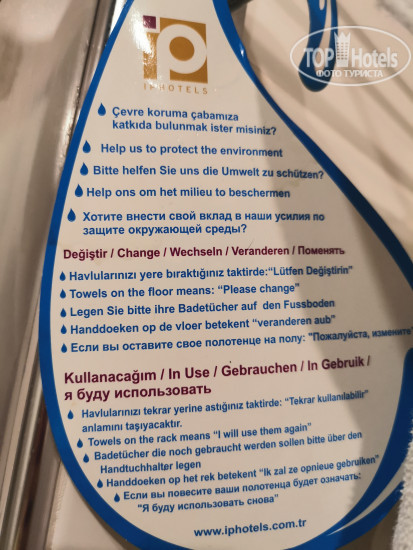 ip
IPHOTELS
TOP Hotels
ФОТО ТУРИСТА
Çevre koruma çabamıza
katkıda bulunmak ister misiniz?
Help us to protect the environment
Bitte helfen Sie uns die Umwelt zu schützen?
Help ons om het milieu te beschermen
Хотите внести свой вклад в наши усилия по
защите окружающей среды?
Değiştir / Change / Wechseln / Veranderen / Поменять
Havlularınızı yere bıraktığınız taktirde:“Lütfen Değiştirin”
Towels on the floor means: “Please change”
Legen Sie bitte ihre Badetücher auf den Fussboden
Handdoeken op de vloer betekent “veranderen aub”
Если вы оставите свое полотенце на полу: "Пожалуйста, измените
Kullanacağım / In Use / Gebrauchen / In Gebruik /
я буду использовать
Havlularınızı tekrar yerine astığınız taktirde: “Tekrar kullanılabilir”
anlamını taşıyacaktır.
Towels on the rack means “I will use them again”
Badetücher die noch gebraucht werden sollen bitte über den
Handtuchhalter legen
Handdoeken op het rek betekent “Ik zal ze opnieue gebruiken”
Если вы повесите ваши полотенца будет означать:
"Я буду использовать снова"
www.iphotels.com.tr